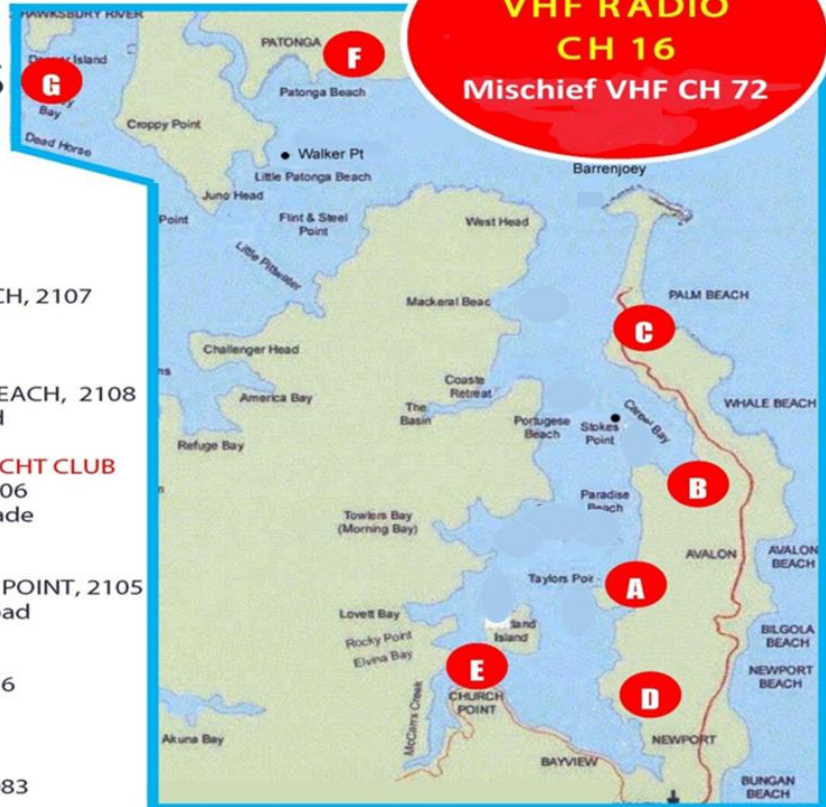 VHF RADIO
CH 16
Mischief VHF CH 72
HAWKSBURY RIVER
Island
G
Bay
Dead Horse
PATONGA
F
Patonga Beach
Croppy Point
Walker Pt
Little Patonga Beach
Barrenjoey
Juno Head
Point
Flint & Steel
Point
West Head
Little Pittwater
CH, 2107
Mackeral Beac
PALM BEACH
C
Challenger Head
EACH, 2108
America Bay
Coaste
Retreat
The
Basin
WHALE BEACH
Portugese
Beach
Stokes
Point
Careel Bay
Refuge Bay
CHT CLUB
06
ade
B
Paradise
Beach
Towlers Bay
(Morning Bay)
AVALON
AVALON
BEACH
POINT, 2105
oad
Taylors Poir
A
Lovett Bay
Rocky Point
Elvina Bay
Island
BILGOLA
BEACH
E
CHURCH
POINT
NEWPORT
BEACH
6
D
McCarrs Creek
Akuna Bay
NEWPORT
BAYVIEW
83
BUNGAN
BEACH